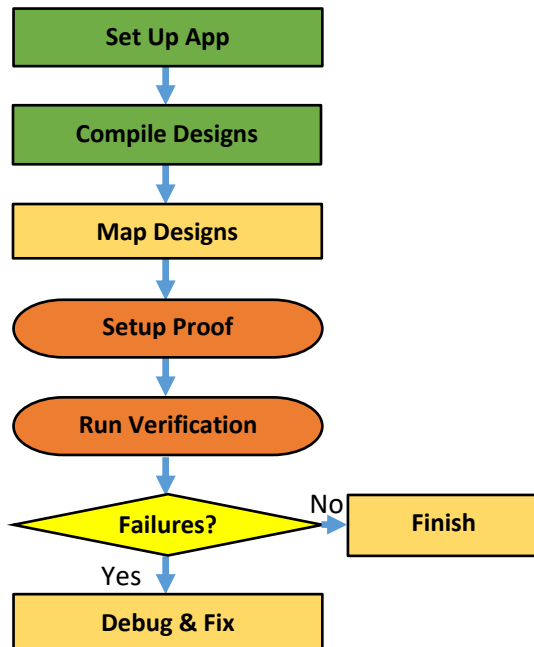 Set Up App
Compile Designs
Map Designs
Setup Proof
Run Verification
Failures?
No
Finish
Yes
Debug & Fix